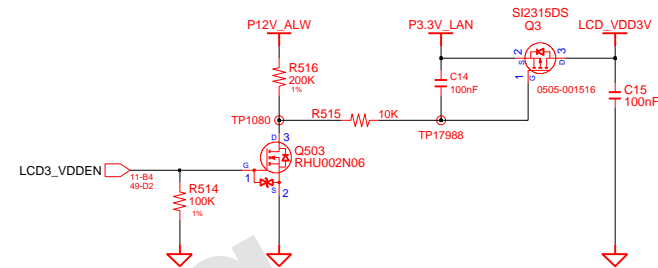 SI2315DS
P12V_ALW
P3.3V_LAN
Q3
LCD_VDD3V
2
3
S
D
R516
200K
1%
C14
100nF
1
G
0505-001516
C15
100nF
TP1080
R515
10K
TP17988
D
3
Q503
RHU002N06
LCD3_VDDEN
11-B4
49-D2
G
1
S
2
R514
100K
1%